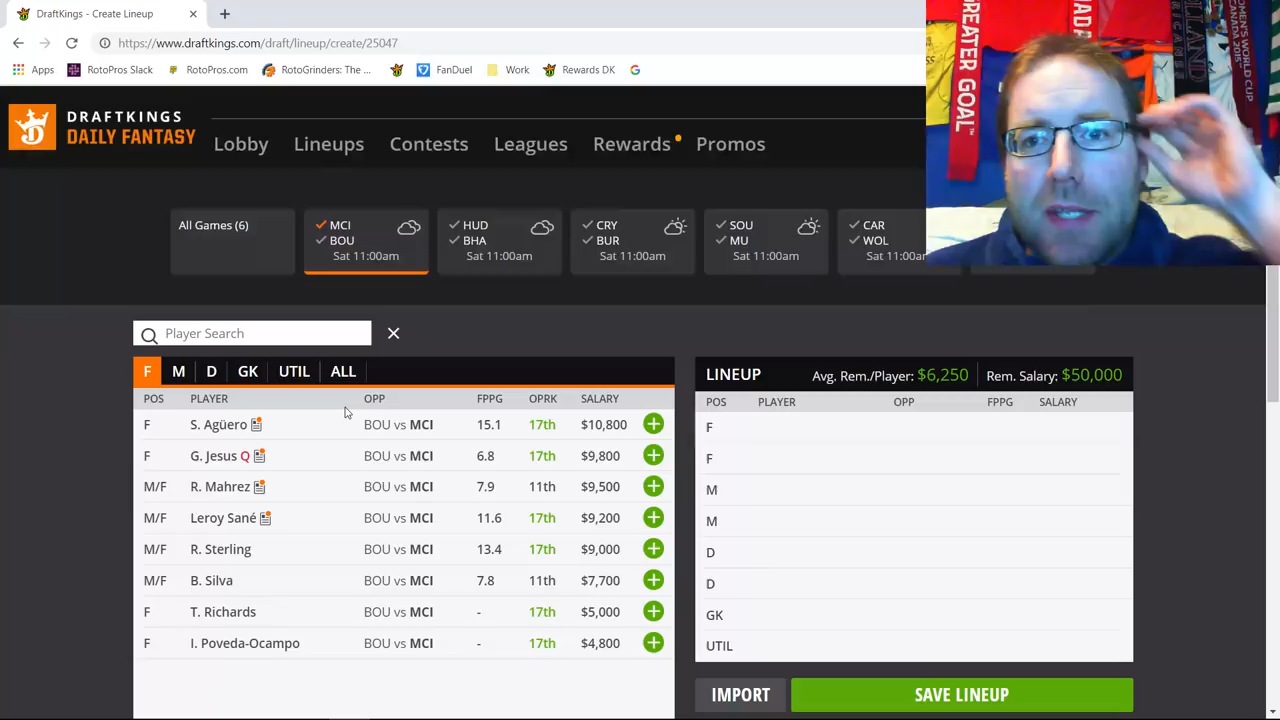 DraftKings - Create Lineup
https://www.draftkings.com/draft/lineup/create/25047
Apps RotoPros Slack RotoPros.com RotoGrinders: The ... FanDuel Work Rewards DK
DRAFTKINGS
DAILY FANTASY
Lobby Lineups Contests Leagues Rewards Promos
GREATER GOAL™
WOMEN'S WORLD CUP
CANADA 2015™
All Games (6)
MCI
BOU
Sat 11:00am
HUD
BHA
Sat 11:00am
CRY
BUR
Sat 11:00am
SOU
MU
Sat 11:00am
CAR
WOL
Player Search
F M D GK UTIL ALL
POS PLAYER OPP FPPG OPRK SALARY
F S. Agüero BOU vs MCI 15.1 17th $10,800
F G. Jesus Q BOU vs MCI 6.8 17th $9,800
M/F R. Mahrez BOU vs MCI 7.9 11th $9,500
M/F Leroy Sané BOU vs MCI 11.6 17th $9,200
M/F R. Sterling BOU vs MCI 13.4 17th $9,000
M/F B. Silva BOU vs MCI 7.8 11th $7,700
F T. Richards BOU vs MCI - 17th $5,000
F I. Poveda-Ocampo BOU vs MCI - 17th $4,800
LINEUP Avg. Rem./Player: $6,250 Rem. Salary: $50,000
POS PLAYER OPP FPPG SALARY
F
F
M
M
D
D
GK
UTIL
IMPORT SAVE LINEUP